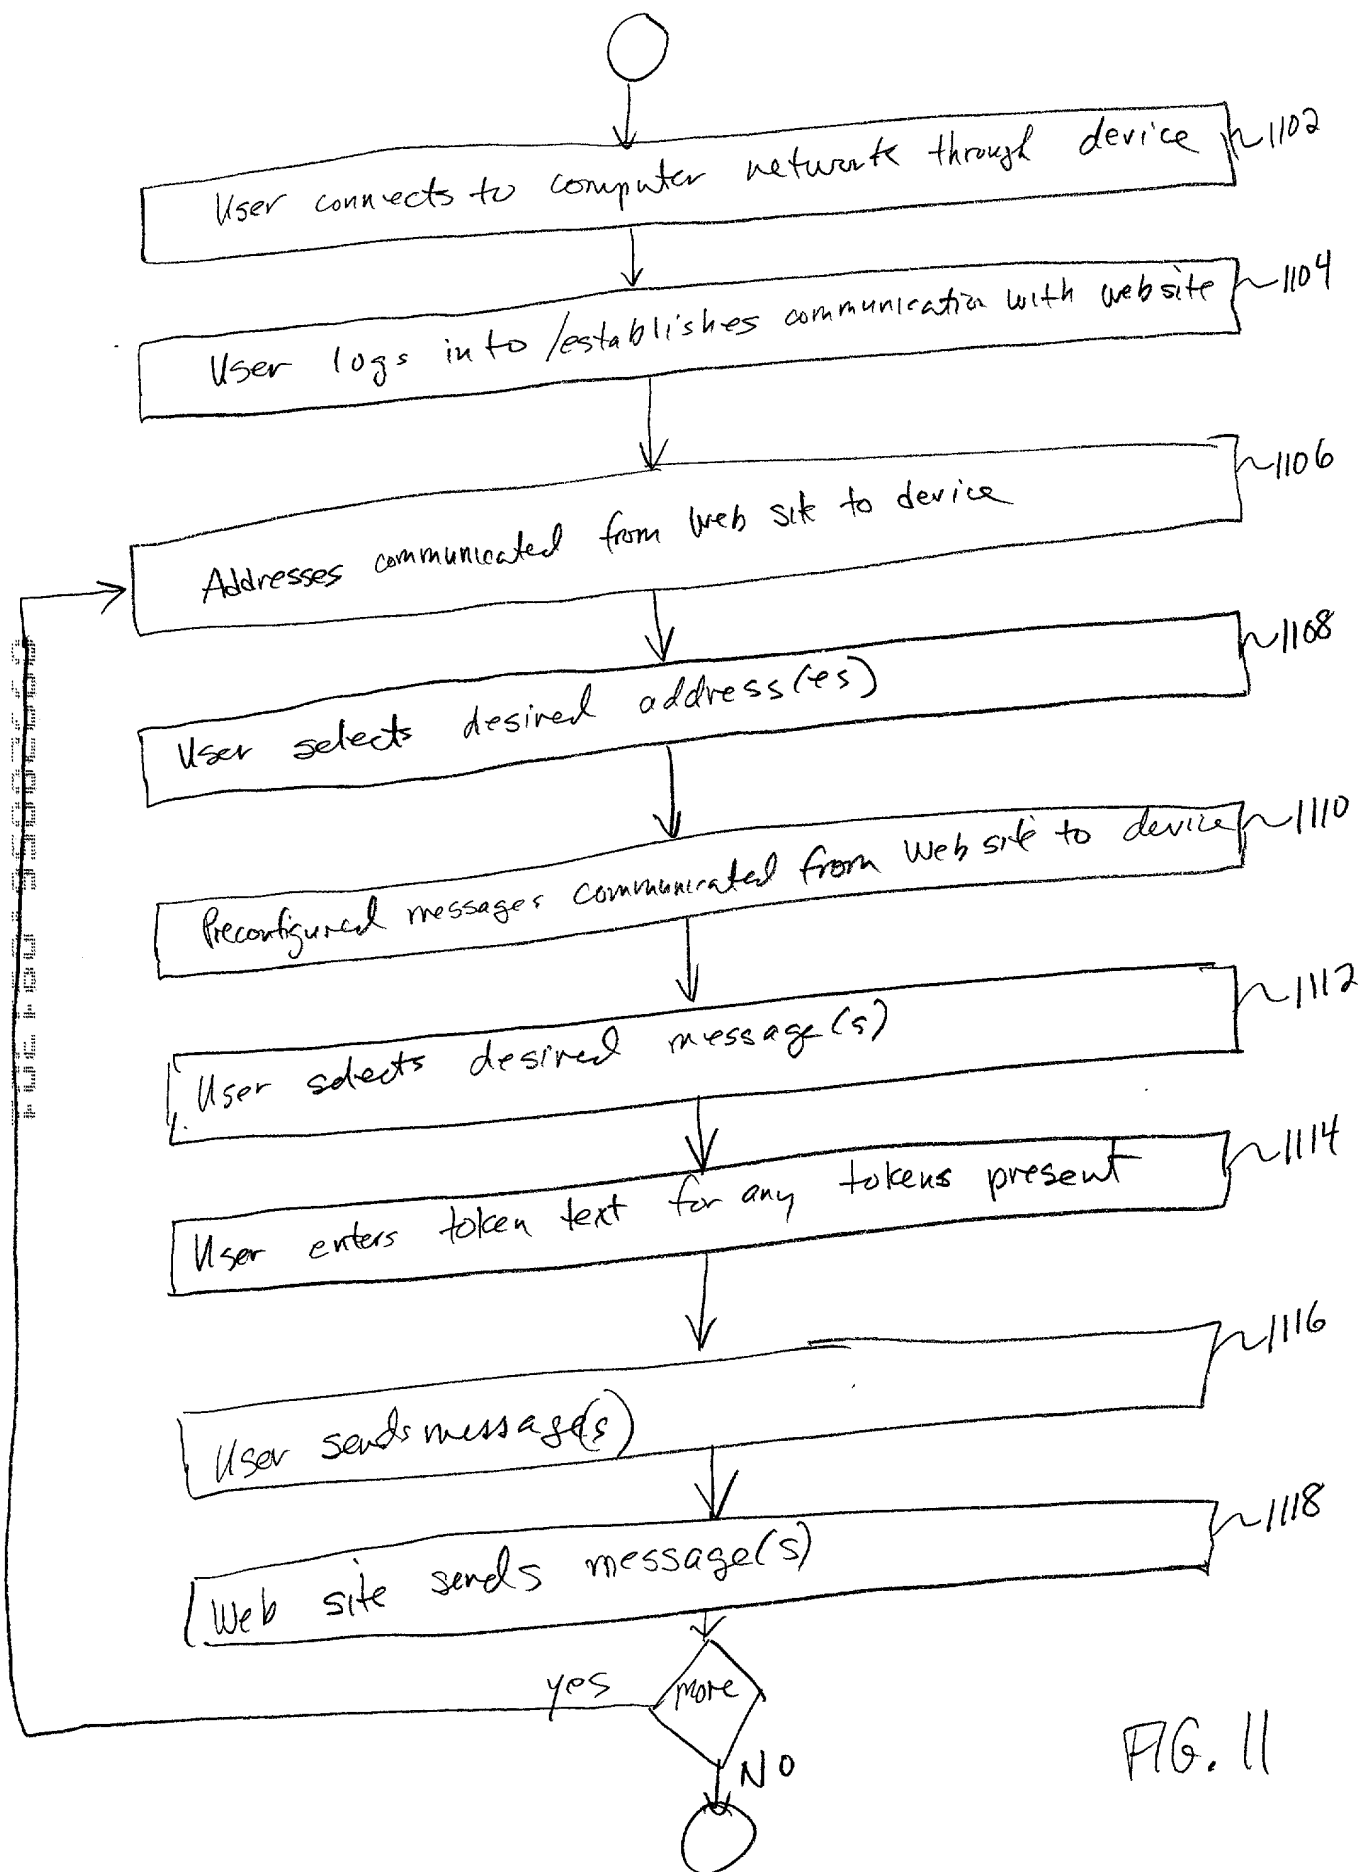 User connects to computer network through device 1102
User logs into/establishes communication with website 1104
Addresses communicated from Web site to device 1106
User selects desired address(es) 1108
Preconfigured messages communicated from Web site to device 1110
User selects desired message(s) 1112
User enters token text for any tokens present 1114
User sends message(s) 1116
Web site sends message(s) 1118
yes more
NO
FIG. 11